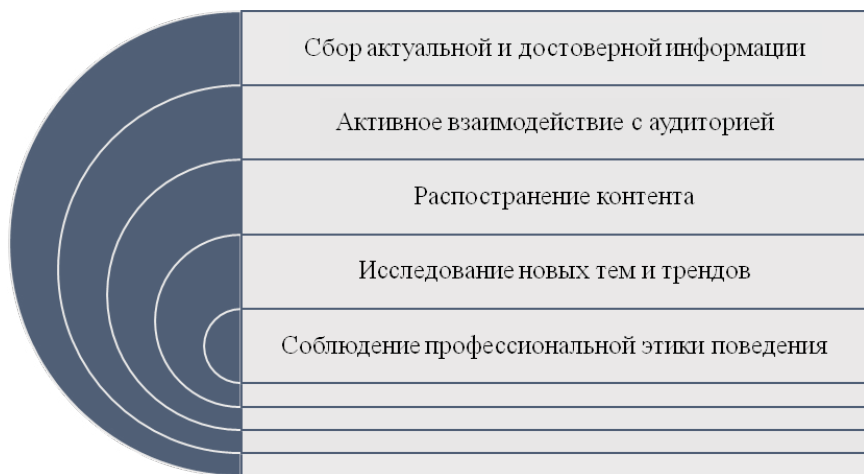 Сбор актуальной и достоверной информации
Активное взаимодействие с аудиторией
Распостранение контента
Исследование новых тем и трендов
Соблюдение профессиональной этики поведения